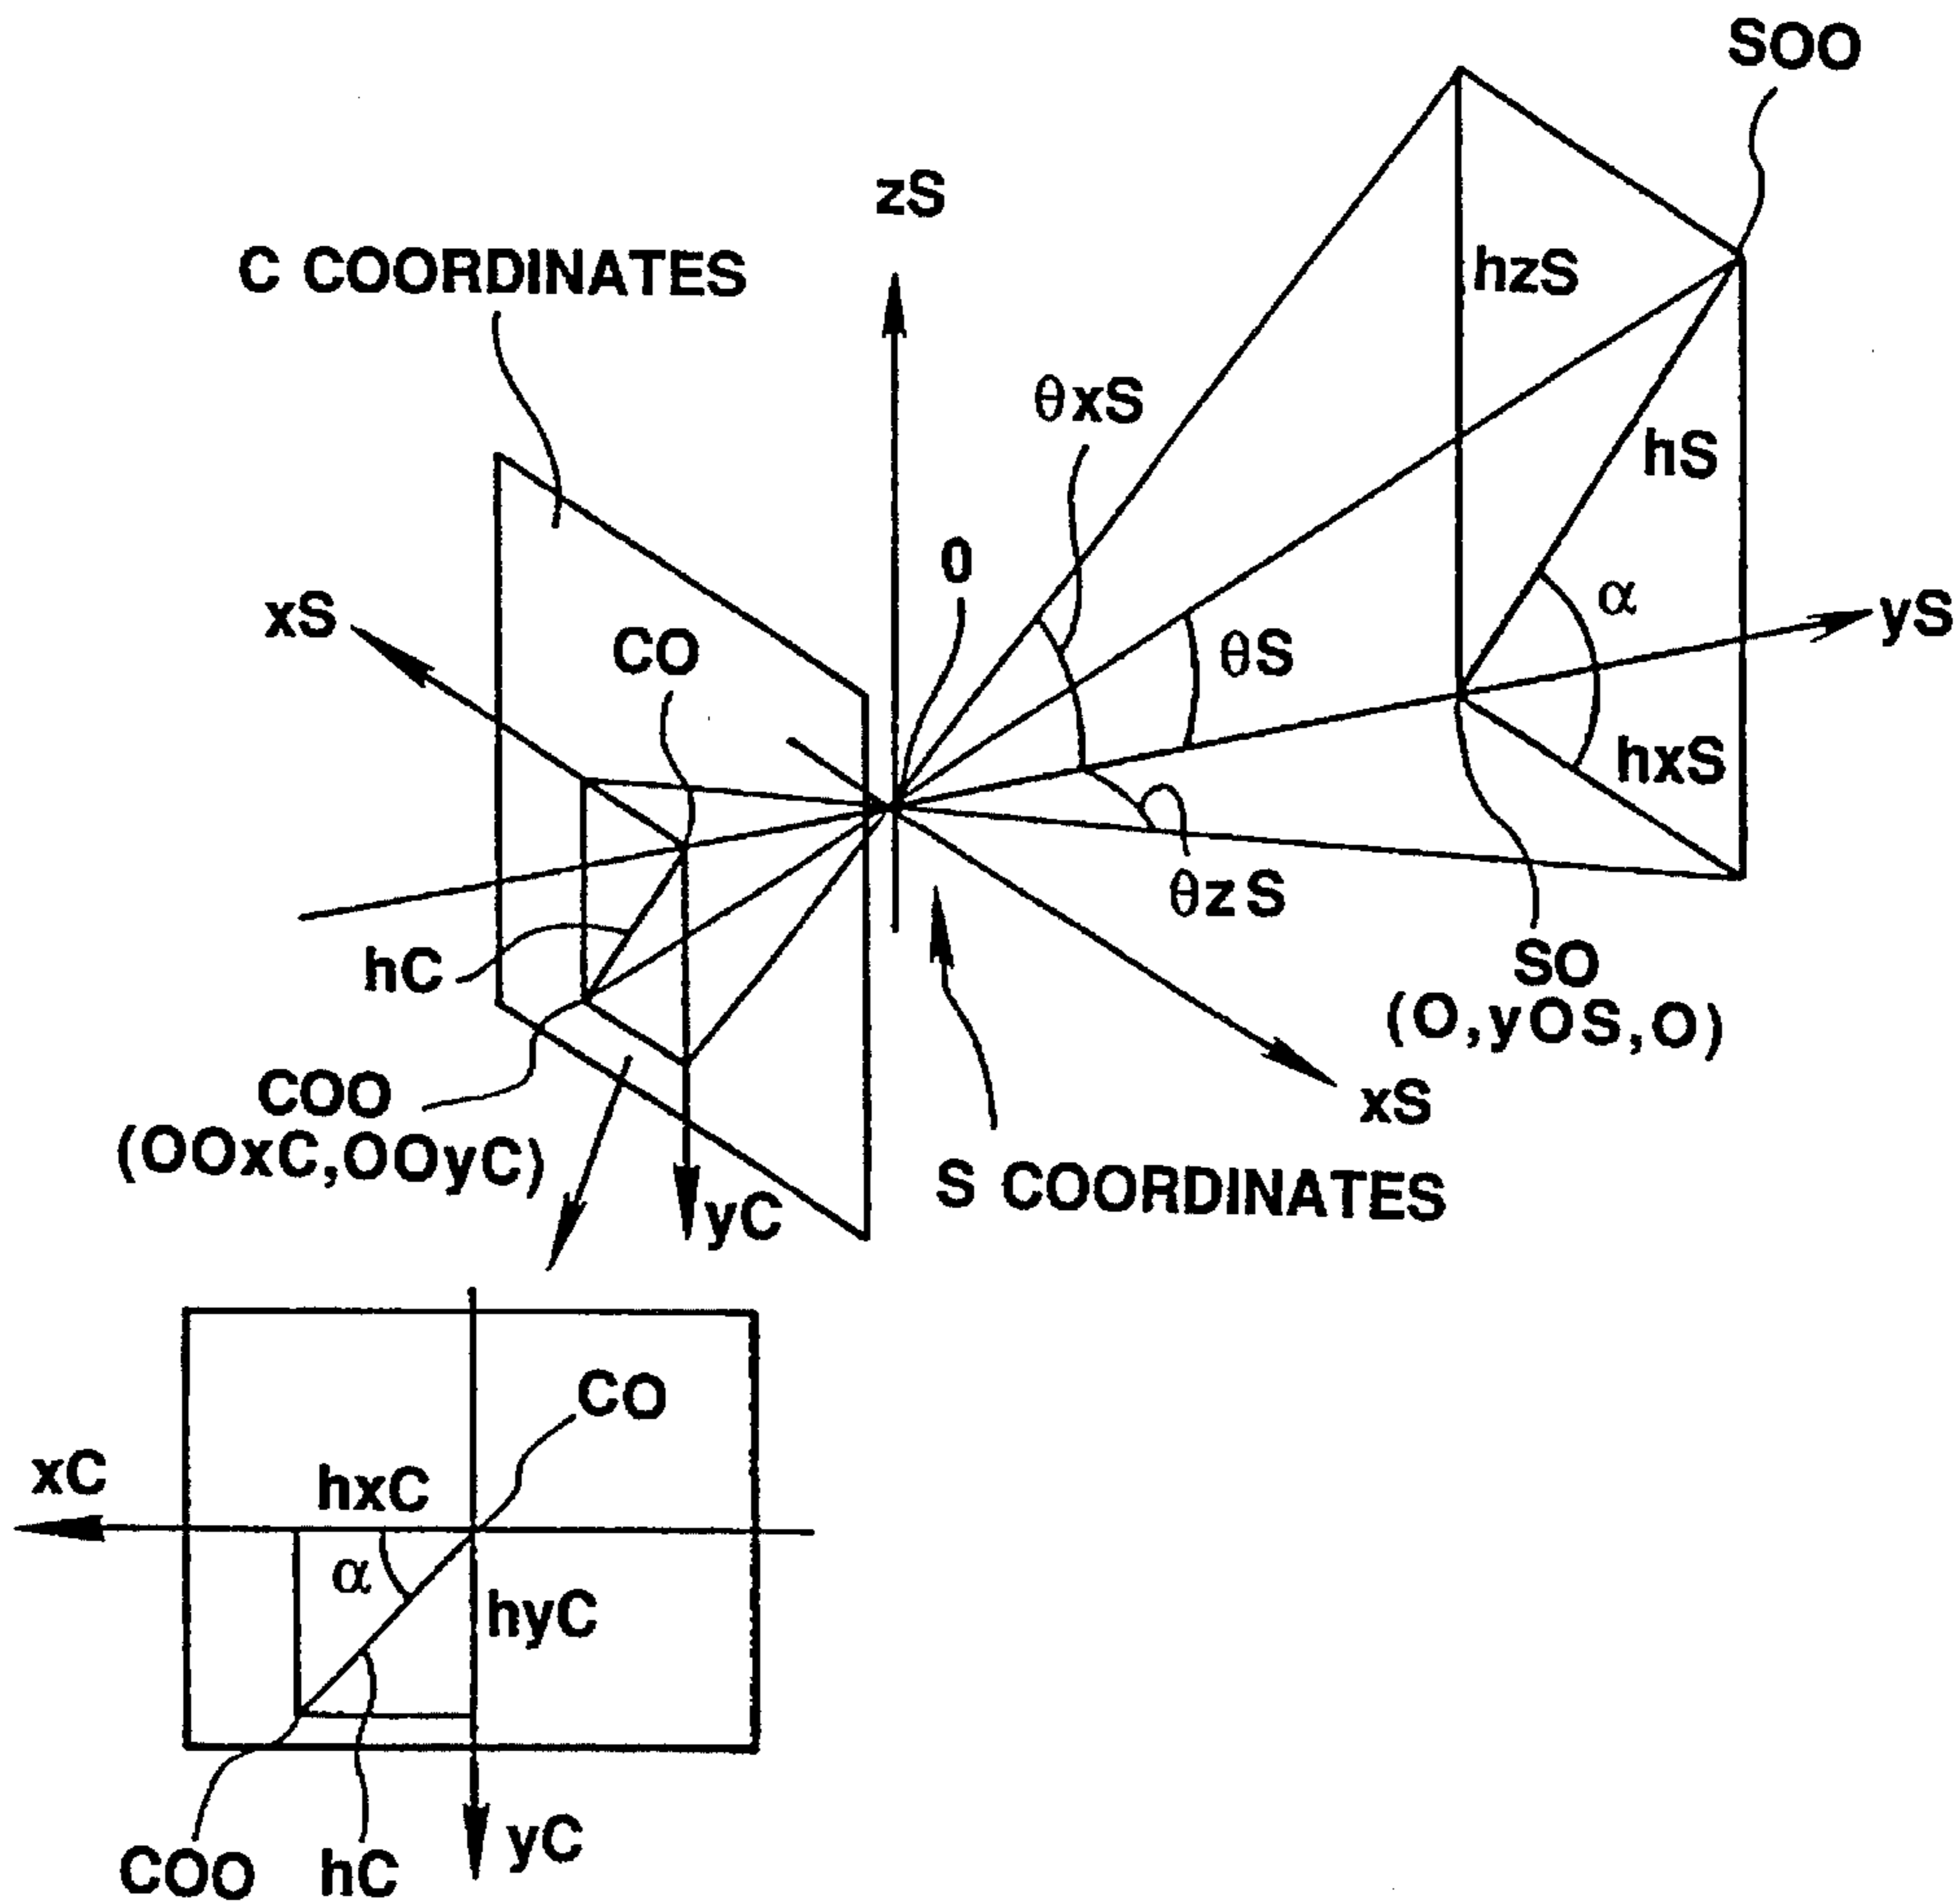 SOO
zS
C COORDINATES
hzS
θxS
hS
O
α
xS
yS
CO
θS
hxS
θzS
hC
SO
(O,yOS,O)
COO
(OOxC,OOyC)
xS
yC
S COORDINATES
CO
xC
hxC
α
hyC
yC
COO
hC